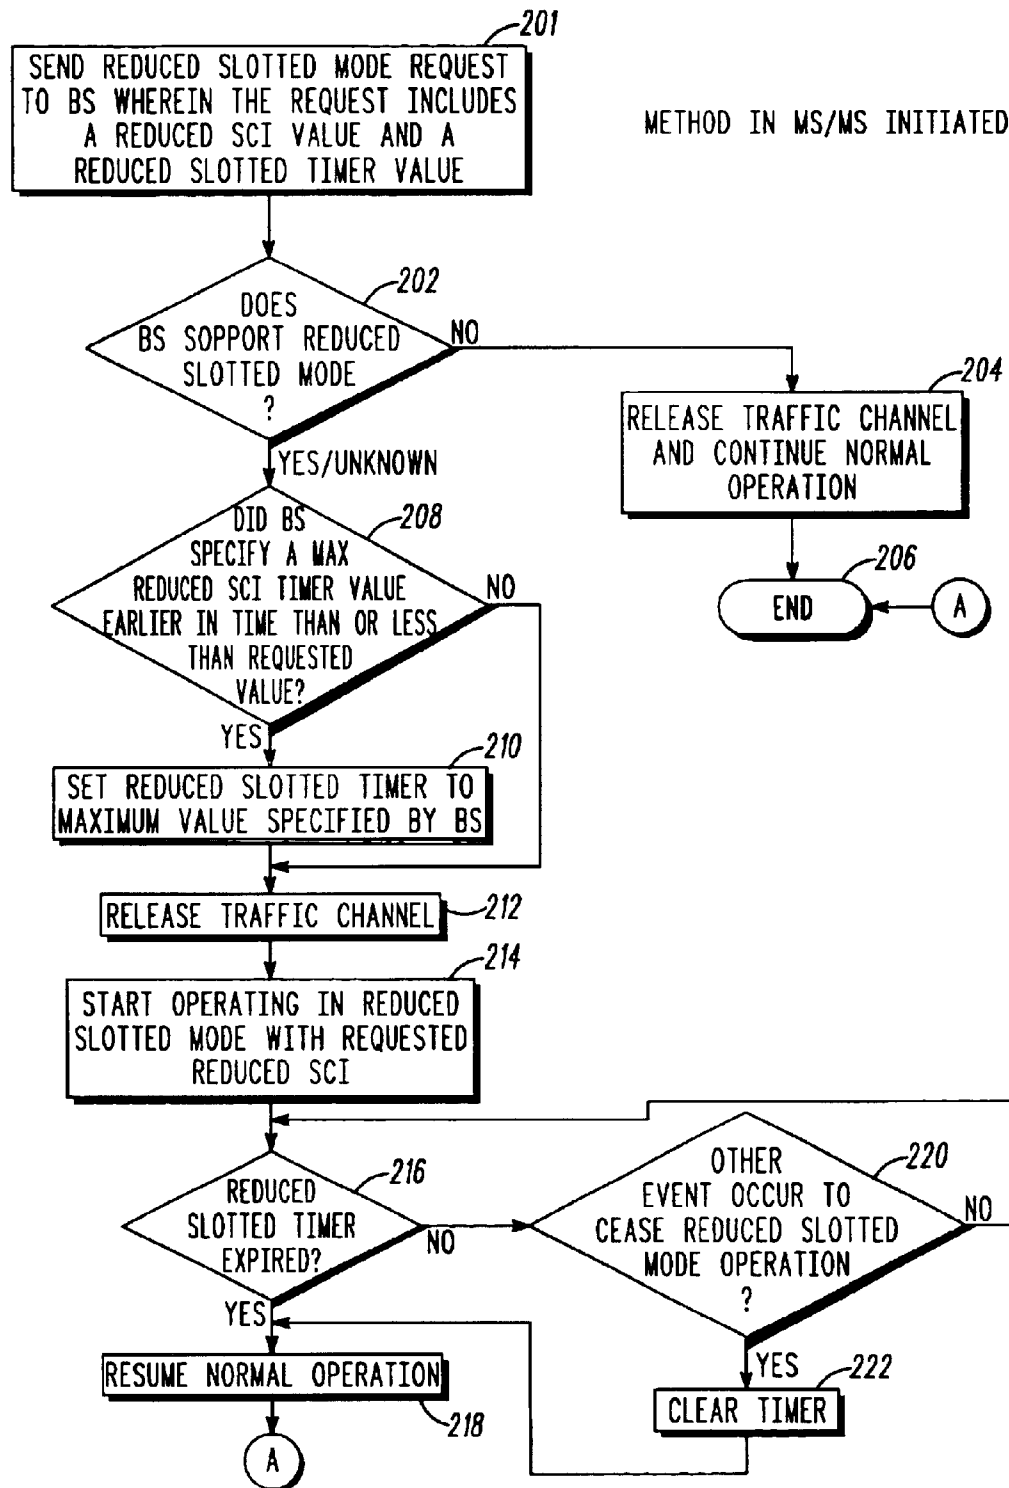 201
SEND REDUCED SLOTTED MODE REQUEST
TO BS WHEREIN THE REQUEST INCLUDES
A REDUCED SCI VALUE AND A
REDUCED SLOTTED TIMER VALUE
METHOD IN MS/MS INITIATED
202
DOES
BS SOPPORT REDUCED
SLOTTED MODE
?
NO
YES/UNKNOWN
204
RELEASE TRAFFIC CHANNEL
AND CONTINUE NORMAL
OPERATION
206
END
A
208
DID BS
SPECIFY A MAX
REDUCED SCI TIMER VALUE
EARLIER IN TIME THAN OR LESS
THAN REQUESTED
VALUE?
NO
YES
210
SET REDUCED SLOTTED TIMER TO
MAXIMUM VALUE SPECIFIED BY BS
RELEASE TRAFFIC CHANNEL
212
214
START OPERATING IN REDUCED
SLOTTED MODE WITH REQUESTED
REDUCED SCI
216
REDUCED
SLOTTED TIMER
EXPIRED?
NO
YES
220
OTHER
EVENT OCCUR TO
CEASE REDUCED SLOTTED
MODE OPERATION
?
NO
YES
222
CLEAR TIMER
RESUME NORMAL OPERATION
218
A